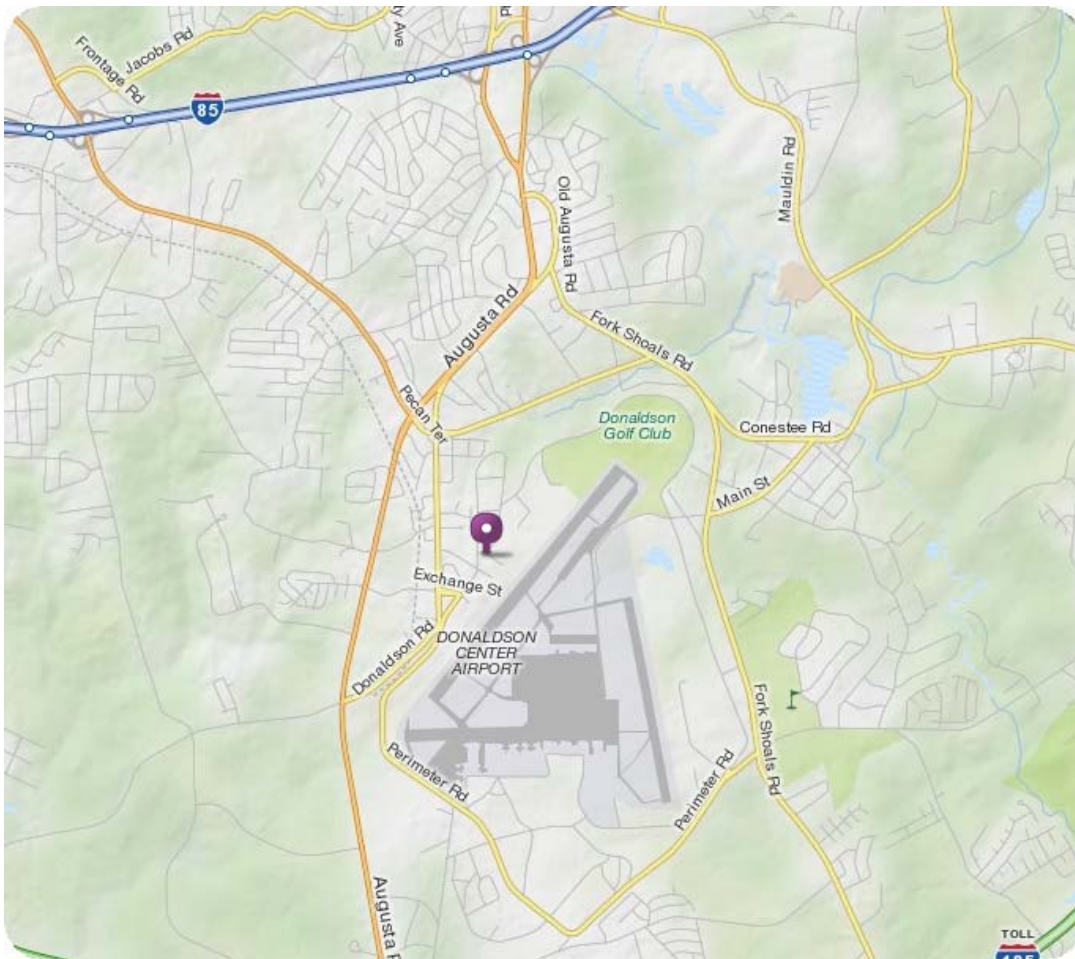 Jacobs Rd
Frontage Rd
ty Ave
85
Mauldin Rd
Old Augusta Rd
Augusta Rd
Fork Shoals Rd
Pecan Ter
Donaldson
Golf Club
Conestee Rd
Main St
Exchange St
DONALDSON
CENTER
AIRPORT
Donaldson Rd
Perimeter Rd
Fork Shoals Rd
Perimeter Rd
Augusta
TOLL